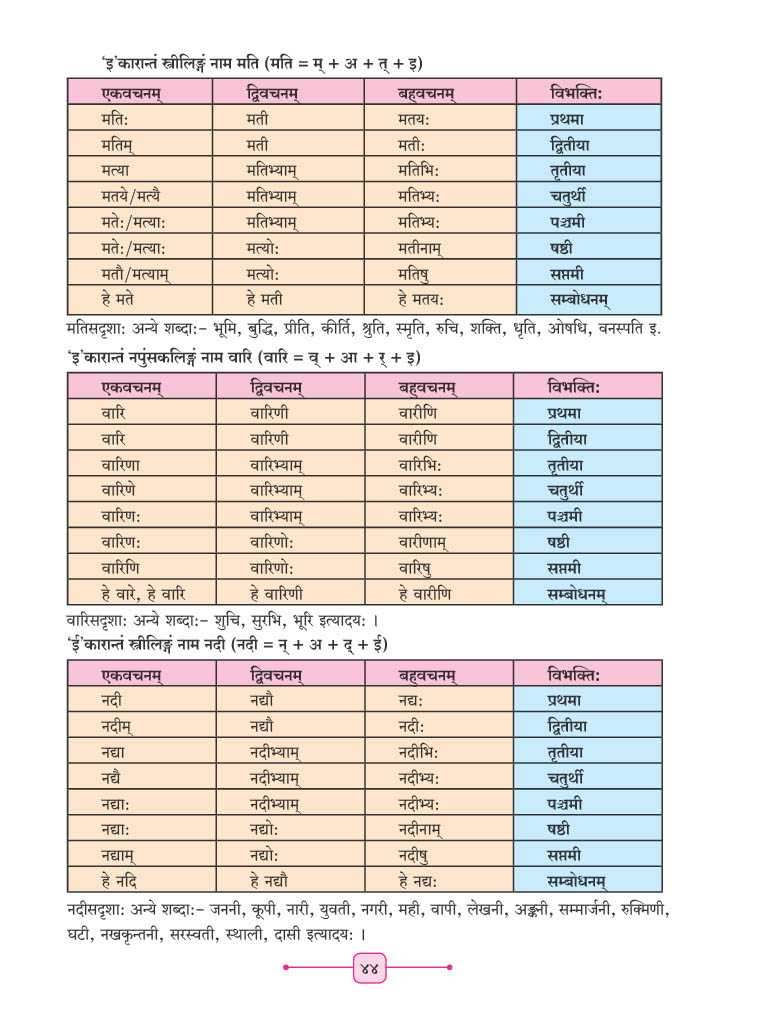 ‘इ’कारान्तं स्त्रीलिङ्गं नाम मति (मति = म् + अ + त् + इ)
एकवचनम् द्विवचनम् बहुवचनम् विभक्तिः
मतिः मती मतयः प्रथमा
मतिम् मती मतीः द्वितीया
मत्या मतिभ्याम् मतिभिः तृतीया
मतये/मत्यै मतिभ्याम् मतिभ्यः चतुर्थी
मतेः/मत्याः मतिभ्याम् मतिभ्यः पञ्चमी
मतेः/मत्याः मत्योः मतीनाम् षष्ठी
मतौ/मत्याम् मत्योः मतिषु सप्तमी
हे मते हे मती हे मतयः सम्बोधनम्
मतिसदृशाः अन्ये शब्दाः- भूमि, बुद्धि, प्रीति, कीर्ति, श्रुति, स्मृति, रुचि, शक्ति, धृति, ओषधि, वनस्पति इ.
‘इ’कारान्तं नपुंसकलिङ्गं नाम वारि (वारि = व् + आ + र् + इ)
एकवचनम् द्विवचनम् बहुवचनम् विभक्तिः
वारि वारिणी वारीणि प्रथमा
वारि वारिणी वारीणि द्वितीया
वारिणा वारिभ्याम् वारिभिः तृतीया
वारिणे वारिभ्याम् वारिभ्यः चतुर्थी
वारिणः वारिभ्याम् वारिभ्यः पञ्चमी
वारिणः वारिणोः वारीणाम् षष्ठी
वारिणि वारिणोः वारिषु सप्तमी
हे वारे, हे वारि हे वारिणी हे वारीणि सम्बोधनम्
वारिसदृशाः अन्ये शब्दाः- शुचि, सुरभि, भूरि इत्यादयः ।
‘ई’कारान्तं स्त्रीलिङ्गं नाम नदी (नदी = न् + अ + द् + ई)
एकवचनम् द्विवचनम् बहुवचनम् विभक्तिः
नदी नद्यौ नद्यः प्रथमा
नदीम् नद्यौ नदीः द्वितीया
नद्या नदीभ्याम् नदीभिः तृतीया
नद्यै नदीभ्याम् नदीभ्यः चतुर्थी
नद्याः नदीभ्याम् नदीभ्यः पञ्चमी
नद्याः नद्योः नदीनाम् षष्ठी
नद्याम् नद्योः नदीषु सप्तमी
हे नदि हे नद्यौ हे नद्यः सम्बोधनम्
नदीसदृशाः अन्ये शब्दाः- जननी, कूपी, नारी, युवती, नगरी, मही, वापी, लेखनी, अङ्कनी, सम्मार्जनी, रुक्मिणी,
घटी, नखकृन्तनी, सरस्वती, स्थाली, दासी इत्यादयः ।
४४